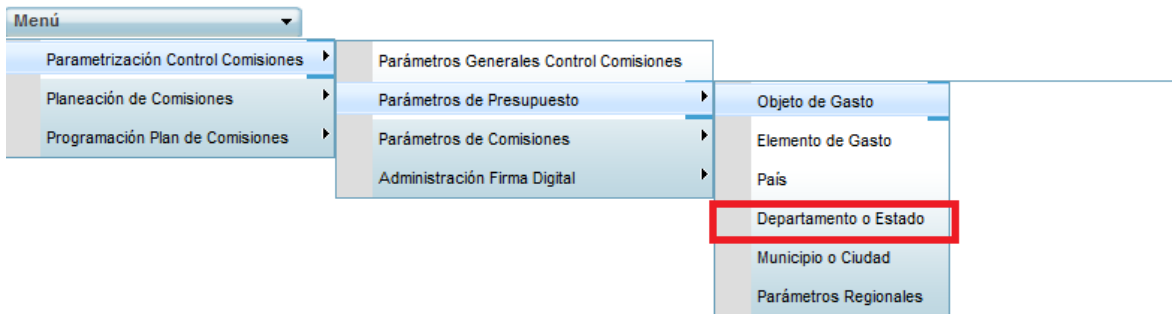 Menú
Parametrización Control Comisiones
Planeación de Comisiones
Programación Plan de Comisiones
Parámetros Generales Control Comisiones
Parámetros de Presupuesto
Parámetros de Comisiones
Administración Firma Digital
Objeto de Gasto
Elemento de Gasto
País
Departamento o Estado
Municipio o Ciudad
Parámetros Regionales